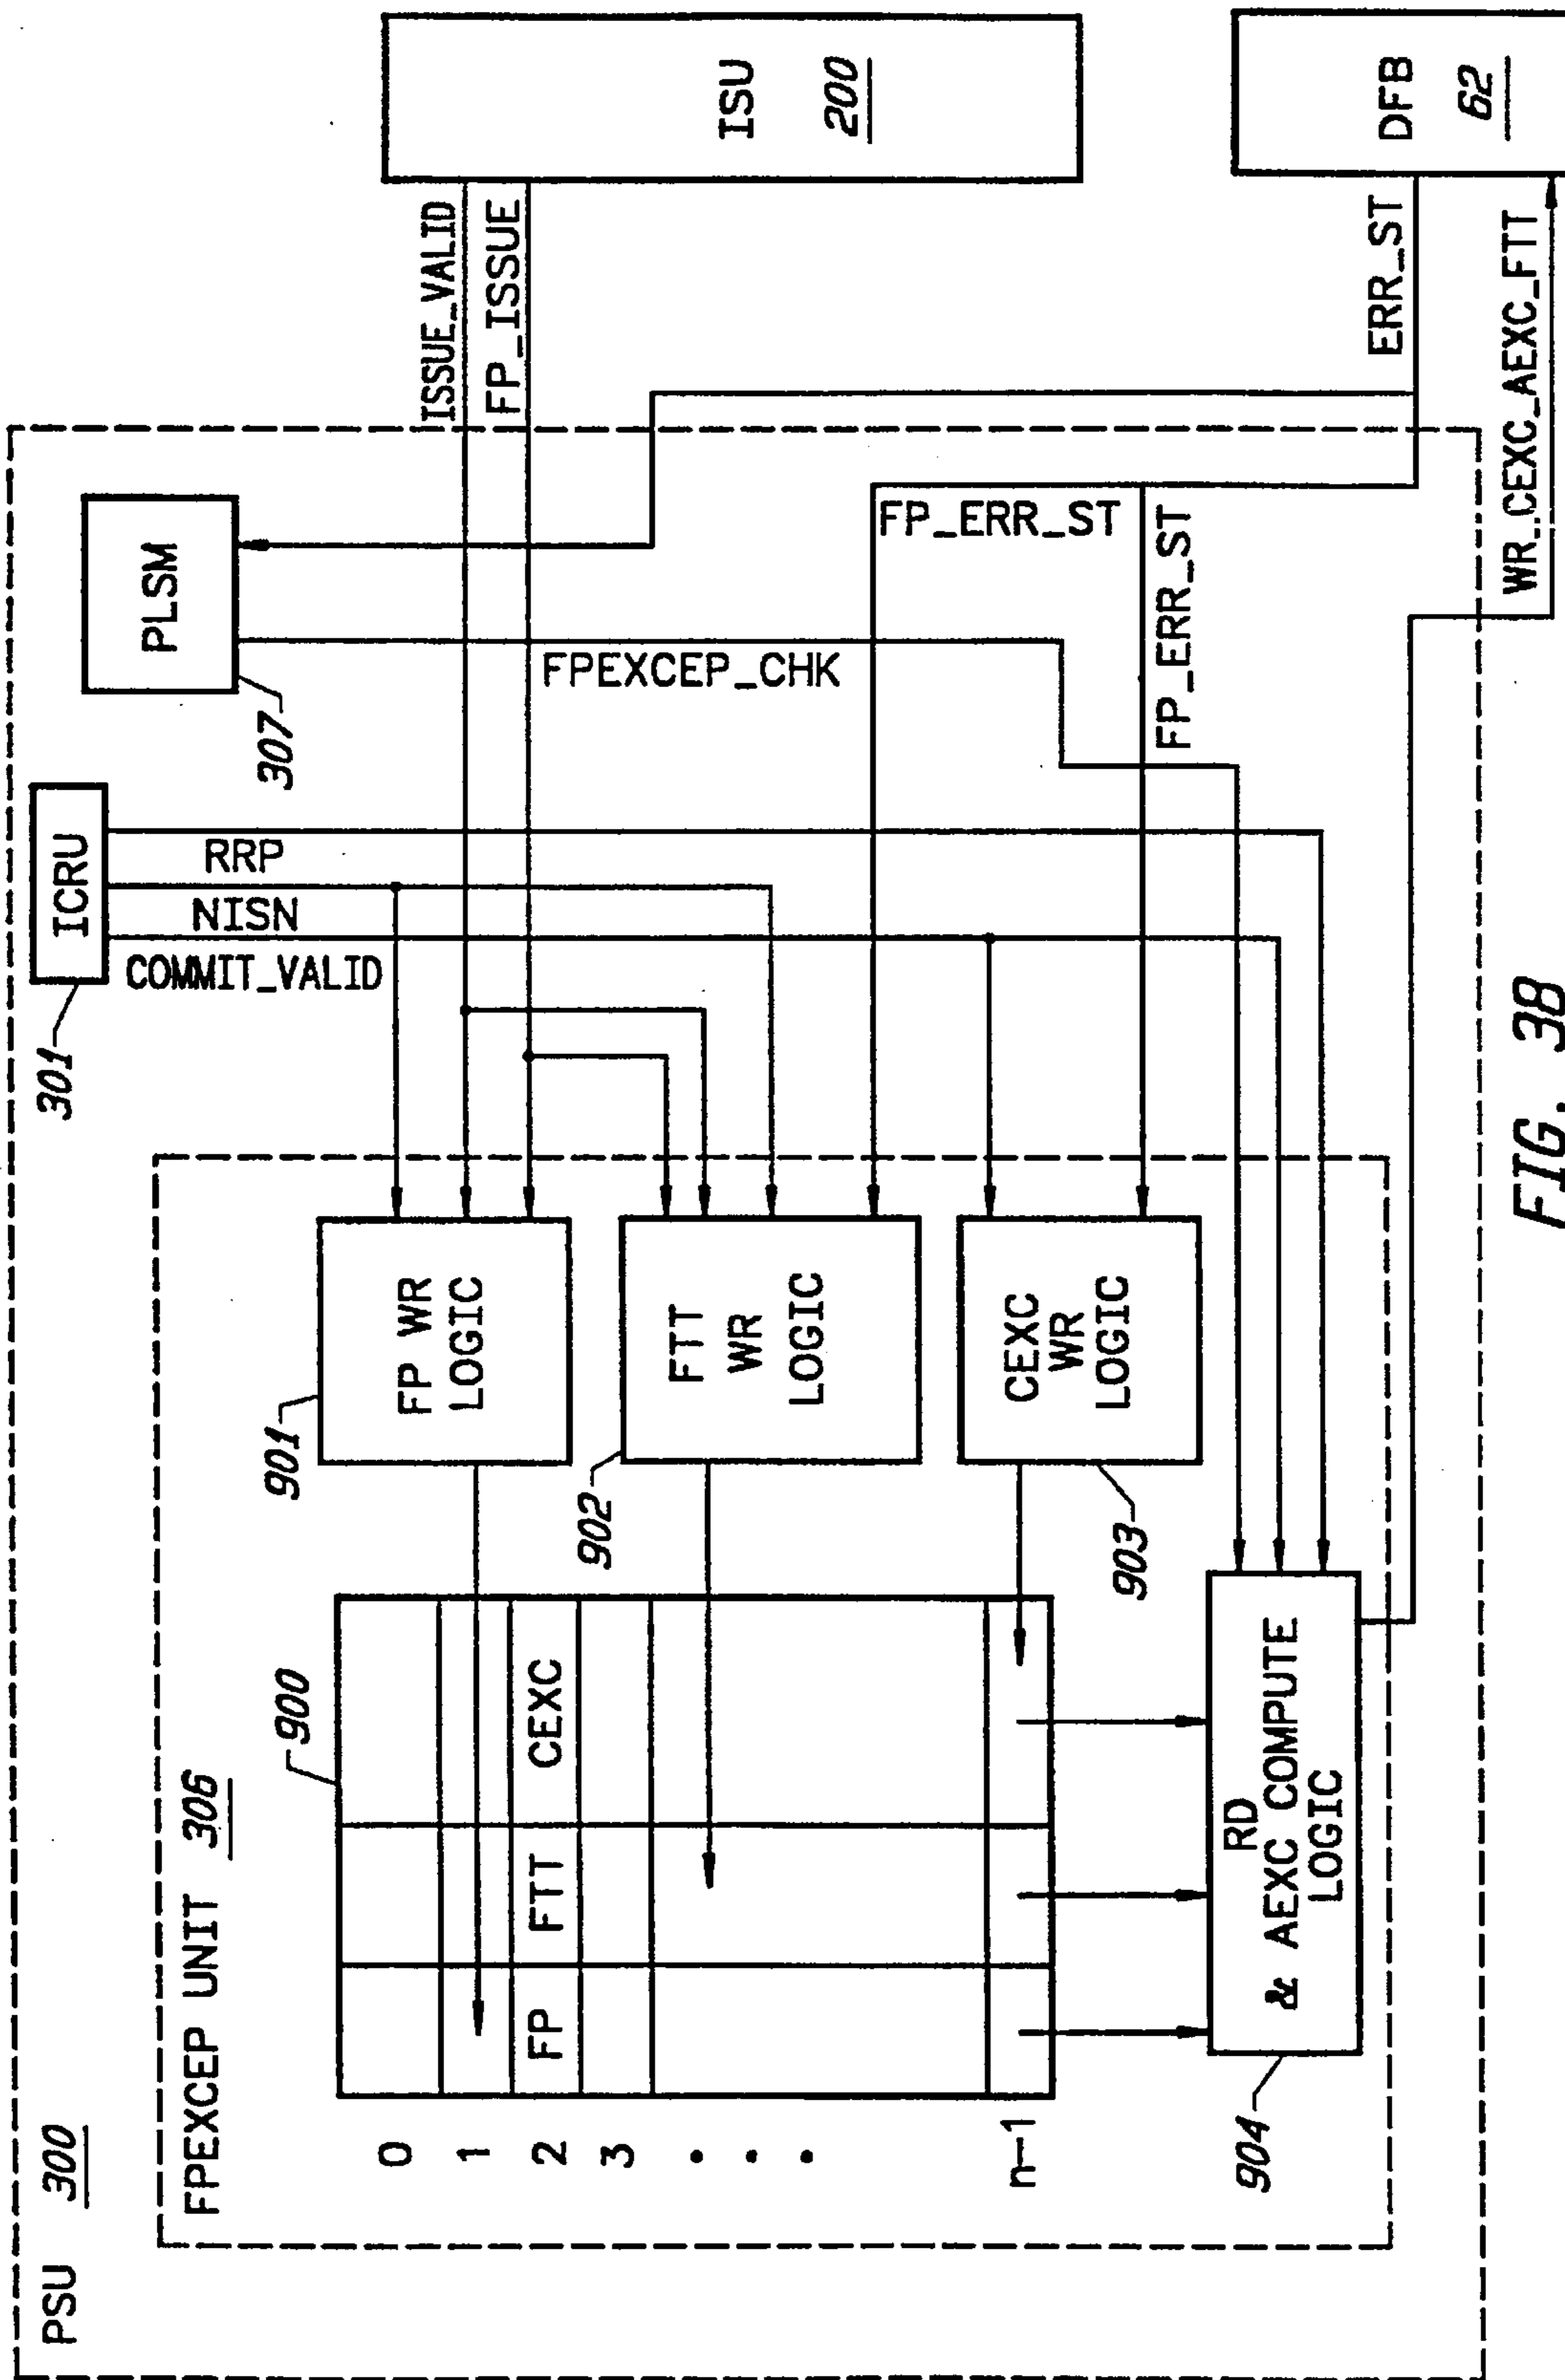 PSU 300
FPEXCEP UNIT 306
900
0
1
2
3
n-1
FP FTT CEXC
901
FP WR
LOGIC
902
FTT
WR
LOGIC
903
CEXC
WR
LOGIC
904
RD
& AEXC COMPUTE
LOGIC
301
ICRU
RRP
NISN
COMMIT_VALID
307
PLSM
FPEXCEP_CHK
ISSUE_VALID
FP_ISSUE
FP_ERR_ST
FP_ERR_ST
ERR_ST
WR_CEXC_AEXC_FTT
ISU
200
DFB
62
FIG. 38